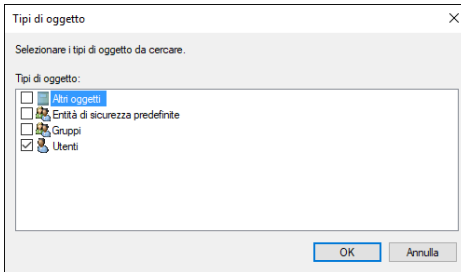 Tipi di oggetto
Selezionare i tipi di oggetto da cercare.
Tipi di oggetto:
Altri oggetti
Entità di sicurezza predefinite
Gruppi
Utenti
OK Annulla